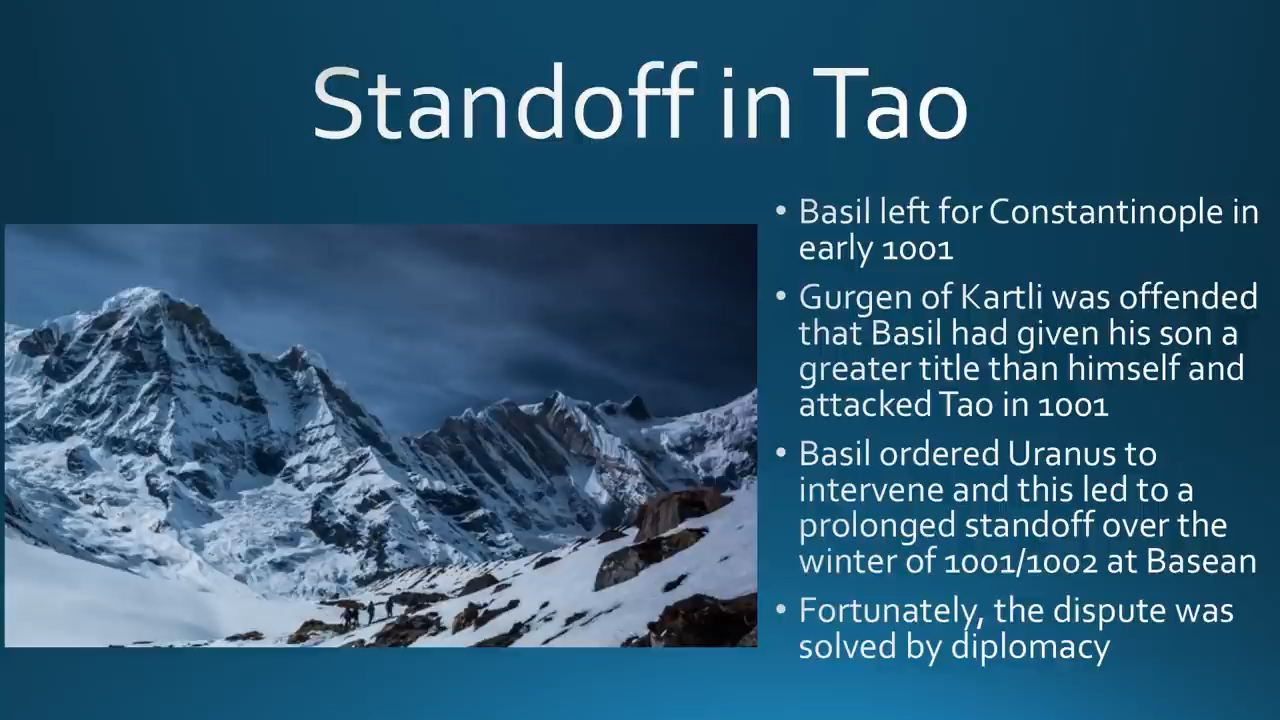 Standoff in Tao
• Basil left for Constantinople in
early 1001
• Gurgen of Kartli was offended
that Basil had given his son a
greater title than himself and
attacked Tao in 1001
• Basil ordered Uranus to
intervene and this led to a
prolonged standoff over the
winter of 1001/1002 at Basean
• Fortunately, the dispute was
solved by diplomacy